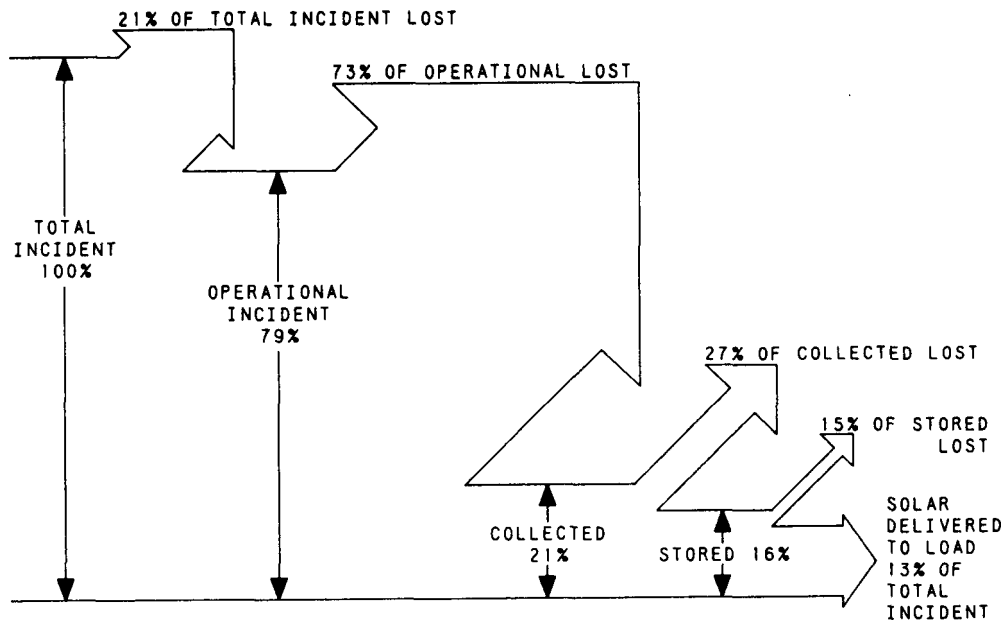 21% OF TOTAL INCIDENT LOST
73% OF OPERATIONAL LOST
TOTAL
INCIDENT
100%
OPERATIONAL
INCIDENT
79%
27% OF COLLECTED LOST
15% OF STORED
LOST
COLLECTED
21%
STORED 16%
SOLAR
DELIVERED
TO LOAD
13% OF
TOTAL
INCIDENT